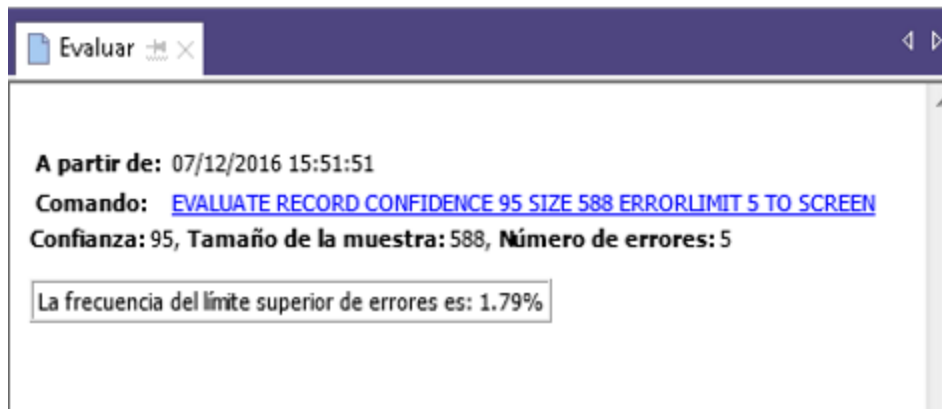 Evaluar
A partir de: 07/12/2016 15:51:51
Comando: EVALUATE RECORD CONFIDENCE 95 SIZE 588 ERRORLIMIT 5 TO SCREEN
Confianza: 95, Tamaño de la muestra: 588, Número de errores: 5
La frecuencia del límite superior de errores es: 1.79%